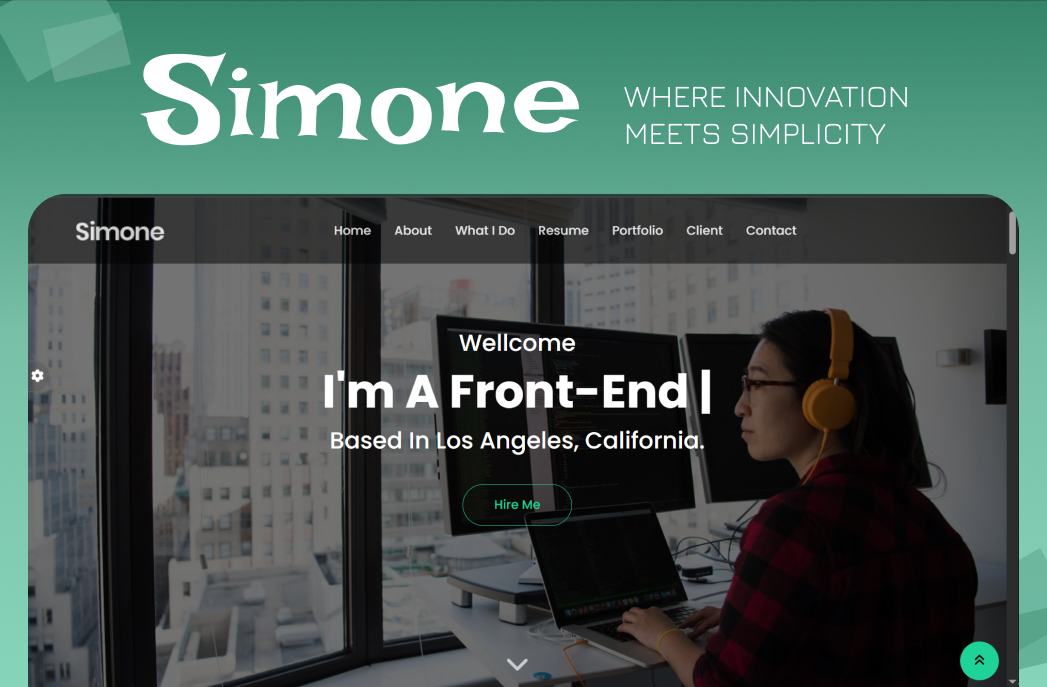 Simone
WHERE INNOVATION
MEETS SIMPLICITY
Simone
Home About What I Do Resume Portfolio Client Contact
Wellcome
I'm A Front-End |
Based In Los Angeles, California.
Hire Me